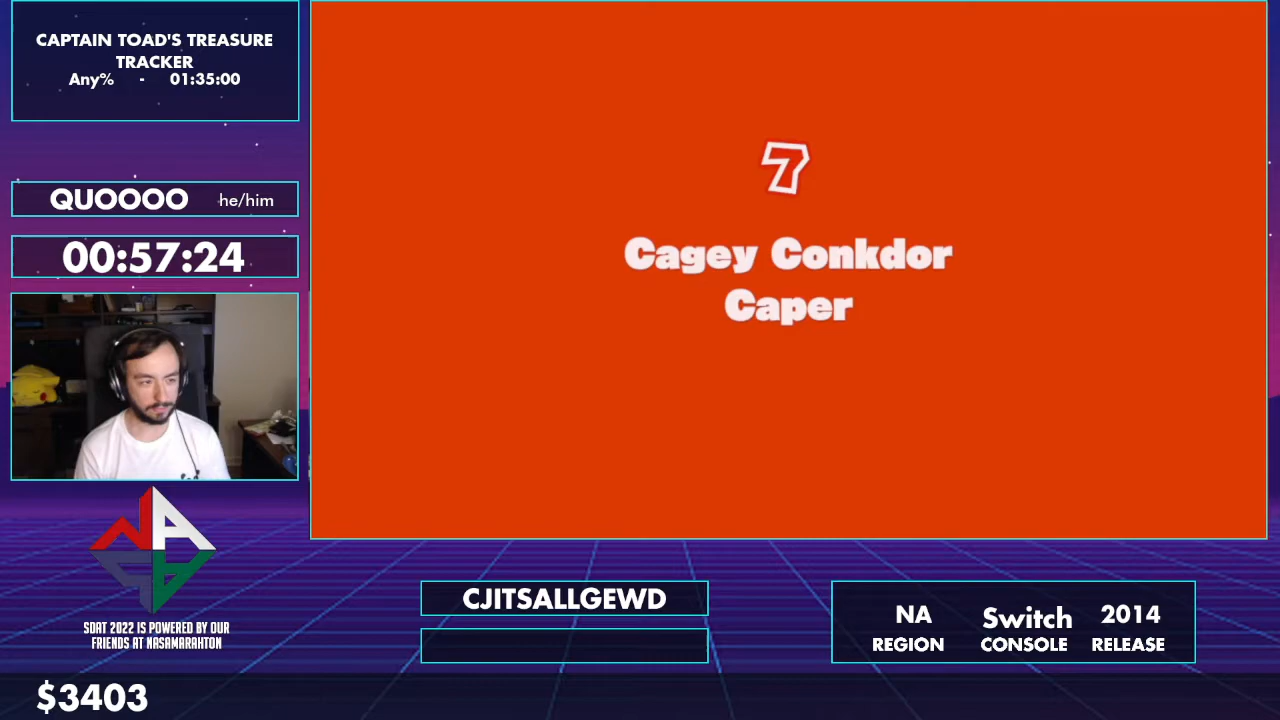 CAPTAIN TOAD'S TREASURE
TRACKER
Any% - 01:35:00
QUOOOO he/him
00:57:24
7
Cagey Conkdor
Caper
NASA
SDAT 2022 IS POWERED BY OUR
FRIENDS AT NASAMARAHTON
CJITSALLGEWD
NA Switch 2014
REGION CONSOLE RELEASE
$3403